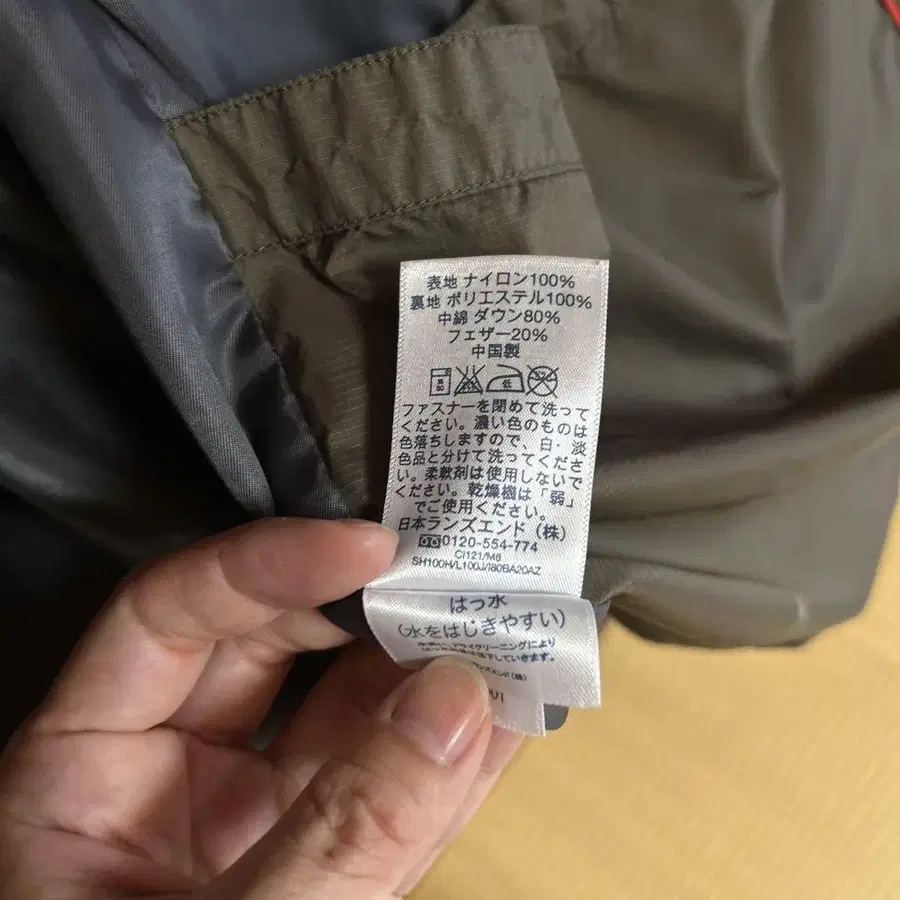 表地 ナイロン100%
裏地 ポリエステル100%
中綿 ダウン80%
フェザー20%
中国製
低
ファスナーを閉めて洗って
ください。濃い色のものは
色落ちしますので、白・淡
色品と分けて洗ってくださ
い。柔軟剤は使用しないで
ください。乾燥機は「弱」
でご使用ください。
日本ランズエンド（株）
0120-554-774
CI121/M6
SH100H/L100J/I80BA20AZ
はっ水
(水をはじきやすい)